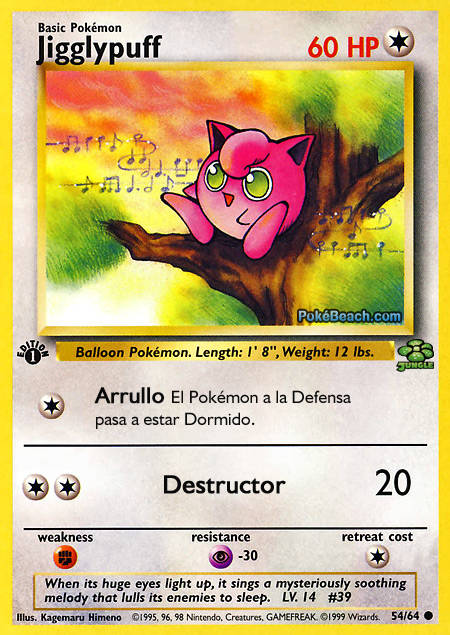 Basic Pokémon
Jigglypuff 60 HP
PokéBeach.com
EDITION 1
Balloon Pokémon. Length: 1' 8", Weight: 12 lbs.
JUNGLE
Arrullo El Pokémon a la Defensa
pasa a estar Dormido.
Destructor 20
weakness resistance retreat cost
-30
When its huge eyes light up, it sings a mysteriously soothing
melody that lulls its enemies to sleep. LV. 14 #39
Illus. Kagemaru Himeno ©1995, 96, 98 Nintendo, Creatures, GAMEFREAK. ©1999 Wizards. 54/64